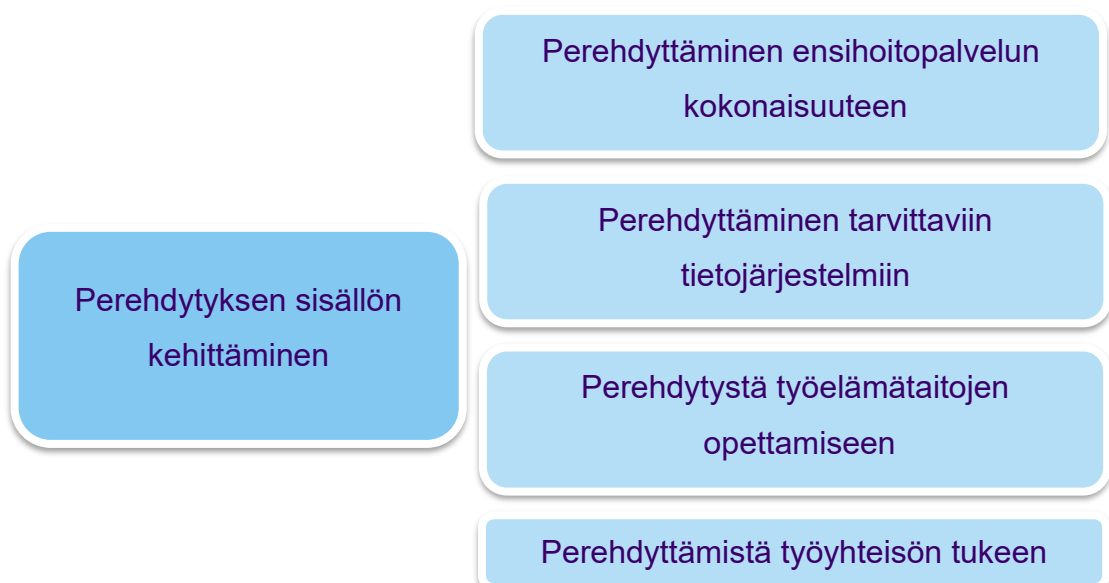 Perehdyttäminen ensihoitopalvelun
kokonaisuuteen
Perehdyttäminen tarvittaviin
tietojärjestelmiin
Perehdytyksen sisällön
kehittäminen
Perehdytystä työelämätaitojen
opettamiseen
Perehdyttämistä työyhteisön tukeen